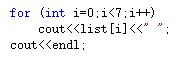 for (int i=0;i<7;i++)
    cout<<list[i]<<" ";
cout<<endl;